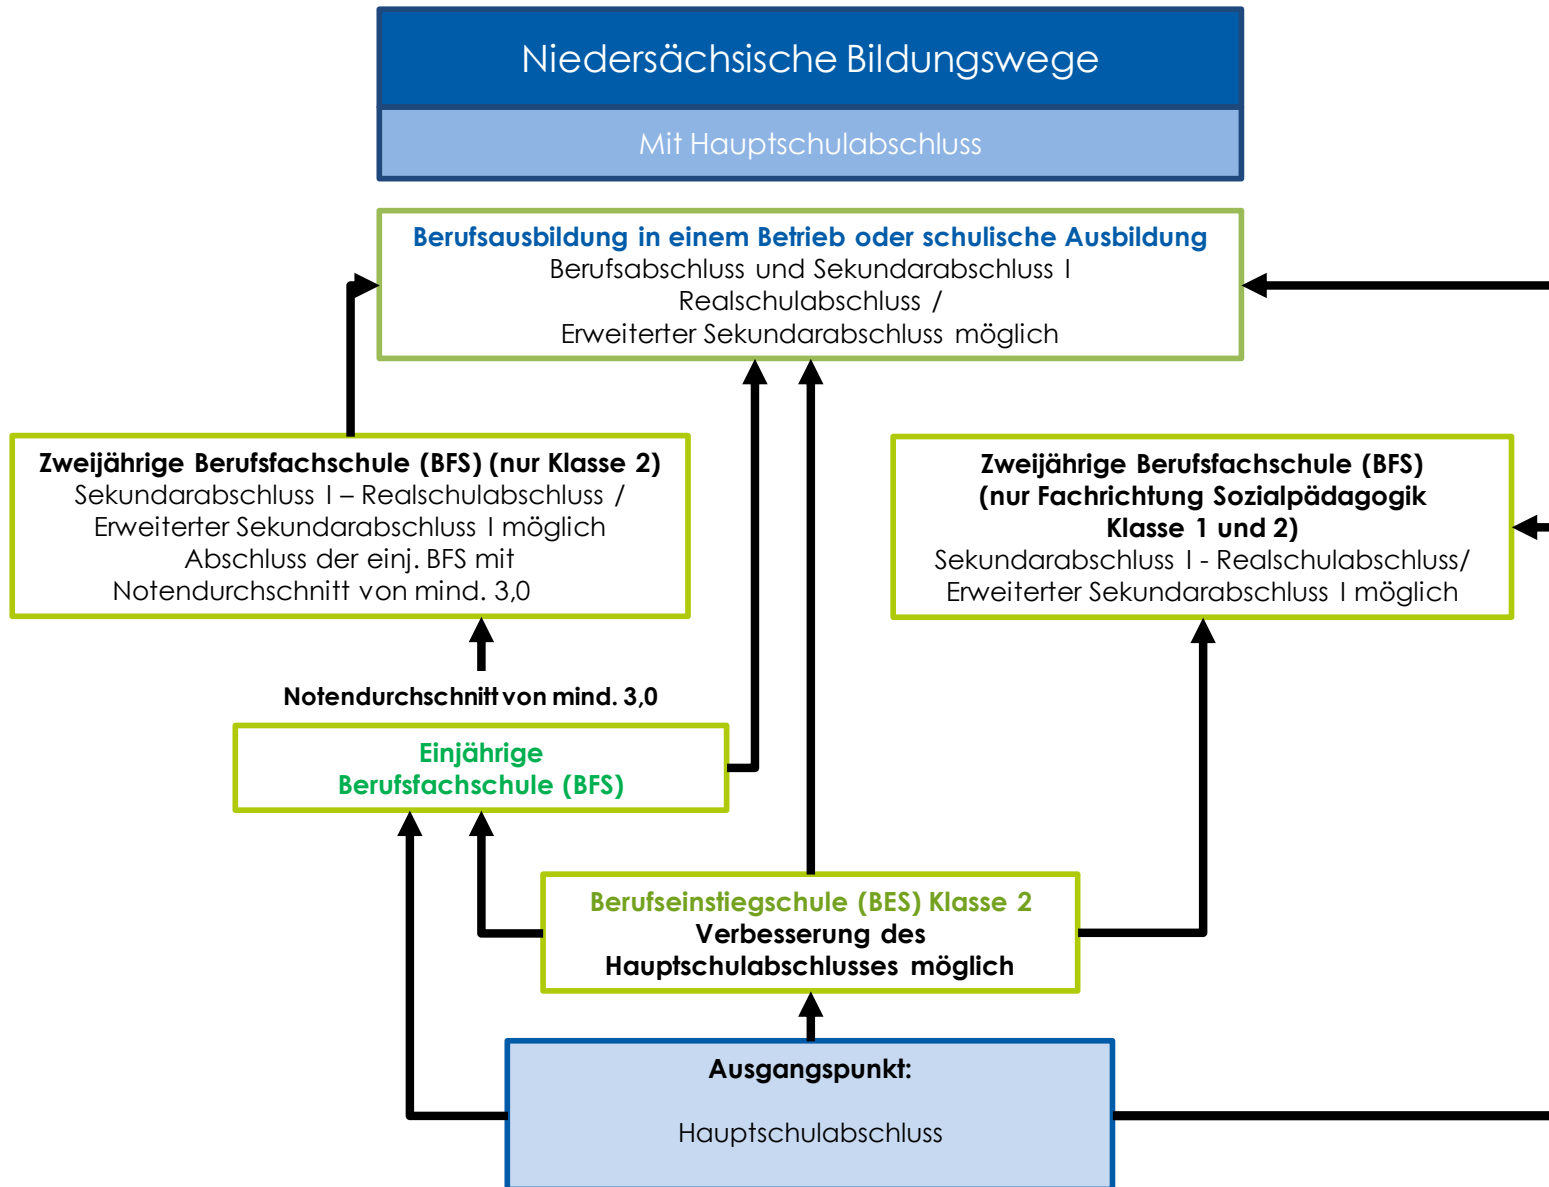 Niedersächsische Bildungswege
Mit Hauptschulabschluss
Berufsausbildung in einem Betrieb oder schulische Ausbildung
Berufsabschluss und Sekundarabschluss I
Realschulabschluss /
Erweiterter Sekundarabschluss möglich
Zweijährige Berufsfachschule (BFS) (nur Klasse 2)
Sekundarabschluss I – Realschulabschluss /
Erweiterter Sekundarabschluss I möglich
Abschluss der einj. BFS mit
Notendurchschnitt von mind. 3,0
Zweijährige Berufsfachschule (BFS)
(nur Fachrichtung Sozialpädagogik
Klasse 1 und 2)
Sekundarabschluss I - Realschulabschluss/
Erweiterter Sekundarabschluss I möglich
Notendurchschnitt von mind. 3,0
Einjährige
Berufsfachschule (BFS)
Berufseinstiegschule (BES) Klasse 2
Verbesserung des
Hauptschulabschlusses möglich
Ausgangspunkt:
Hauptschulabschluss